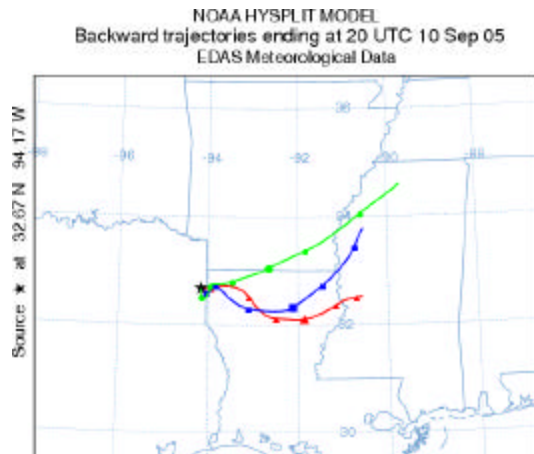 NOAA HYSPLIT MODEL
Backward trajectories ending at 20 UTC 10 Sep 05
EDAS Meteorological Data
Source ★ at 32.67 N 94.17 W
36
-98
-96
-94
-92
-90
-88
34
32
30